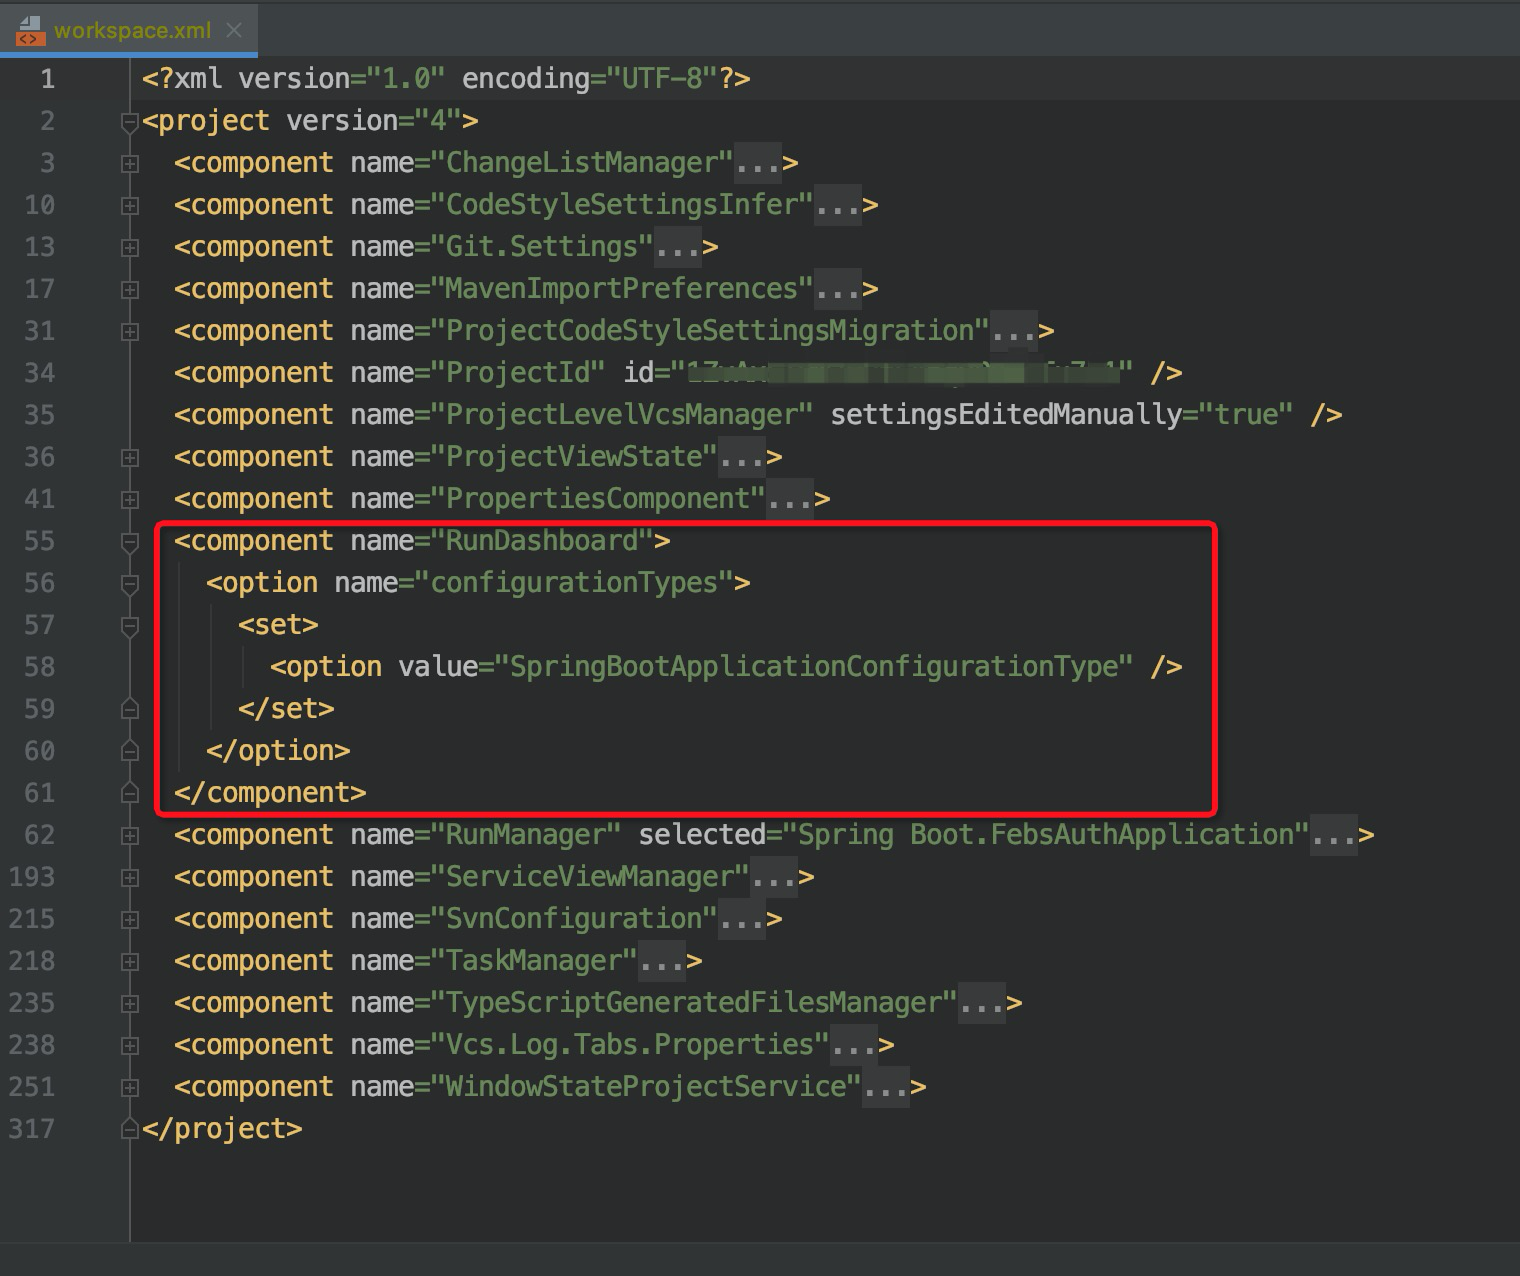 workspace.xml
1 <?xml version="1.0" encoding="UTF-8"?>
2 <project version="4">
3 <component name="ChangeListManager"...>
10 <component name="CodeStyleSettingsInfer"...>
13 <component name="Git.Settings"...>
17 <component name="MavenImportPreferences"...>
31 <component name="ProjectCodeStyleSettingsMigration"...>
34 <component name="ProjectId" id="" />
35 <component name="ProjectLevelVcsManager" settingsEditedManually="true" />
36 <component name="ProjectViewState"...>
41 <component name="PropertiesComponent"...>
55 <component name="RunDashboard">
56 <option name="configurationTypes">
57 <set>
58 <option value="SpringBootApplicationConfigurationType" />
59 </set>
60 </option>
61 </component>
62 <component name="RunManager" selected="Spring Boot.FebsAuthApplication"...>
193 <component name="ServiceViewManager"...>
215 <component name="SvnConfiguration"...>
218 <component name="TaskManager"...>
235 <component name="TypeScriptGeneratedFilesManager"...>
238 <component name="Vcs.Log.Tabs.Properties"...>
251 <component name="WindowStateProjectService"...>
317 </project>